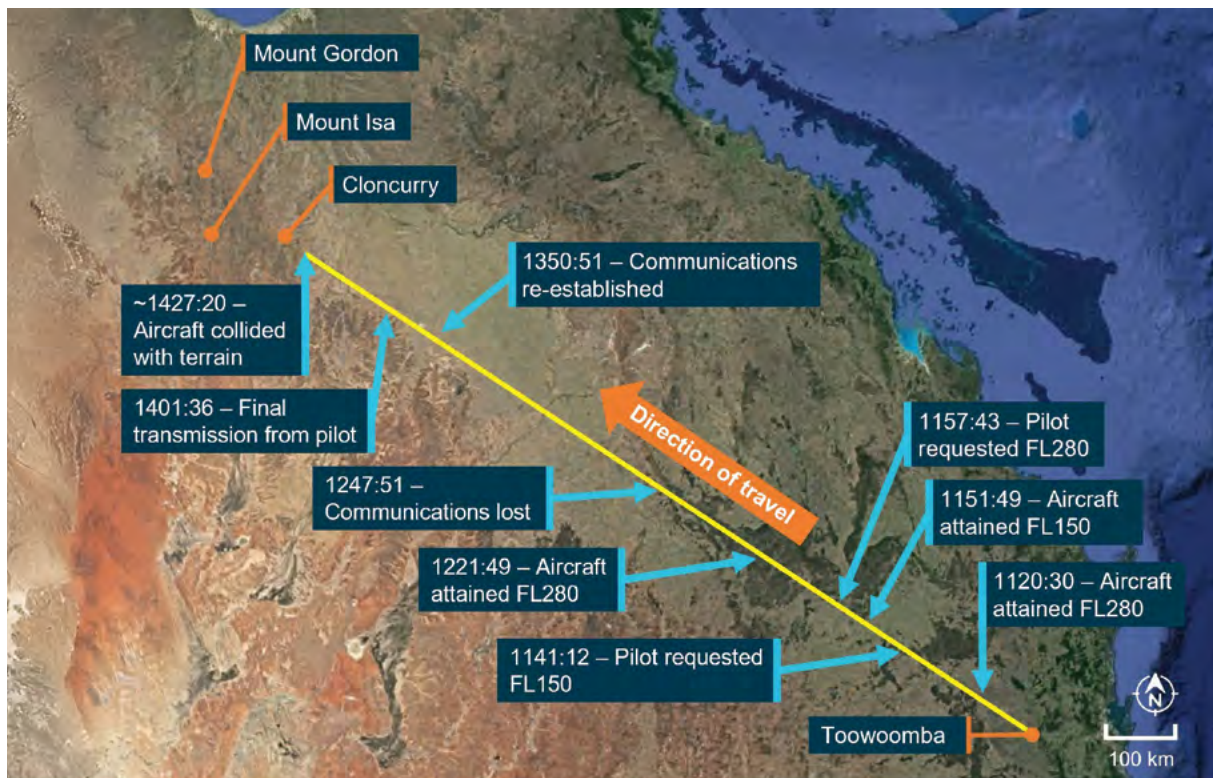 Mount Gordon
Mount Isa
Cloncurry
1350:51 – Communications
re-established
~1427:20 –
Aircraft collided
with terrain
1401:36 – Final
transmission from pilot
Direction of travel
1157:43 – Pilot
requested FL280
1247:51 –
Communications lost
1151:49 – Aircraft
attained FL150
1221:49 – Aircraft
attained FL280
1120:30 – Aircraft
attained FL280
1141:12 – Pilot requested
FL150
Toowoomba
N
100 km